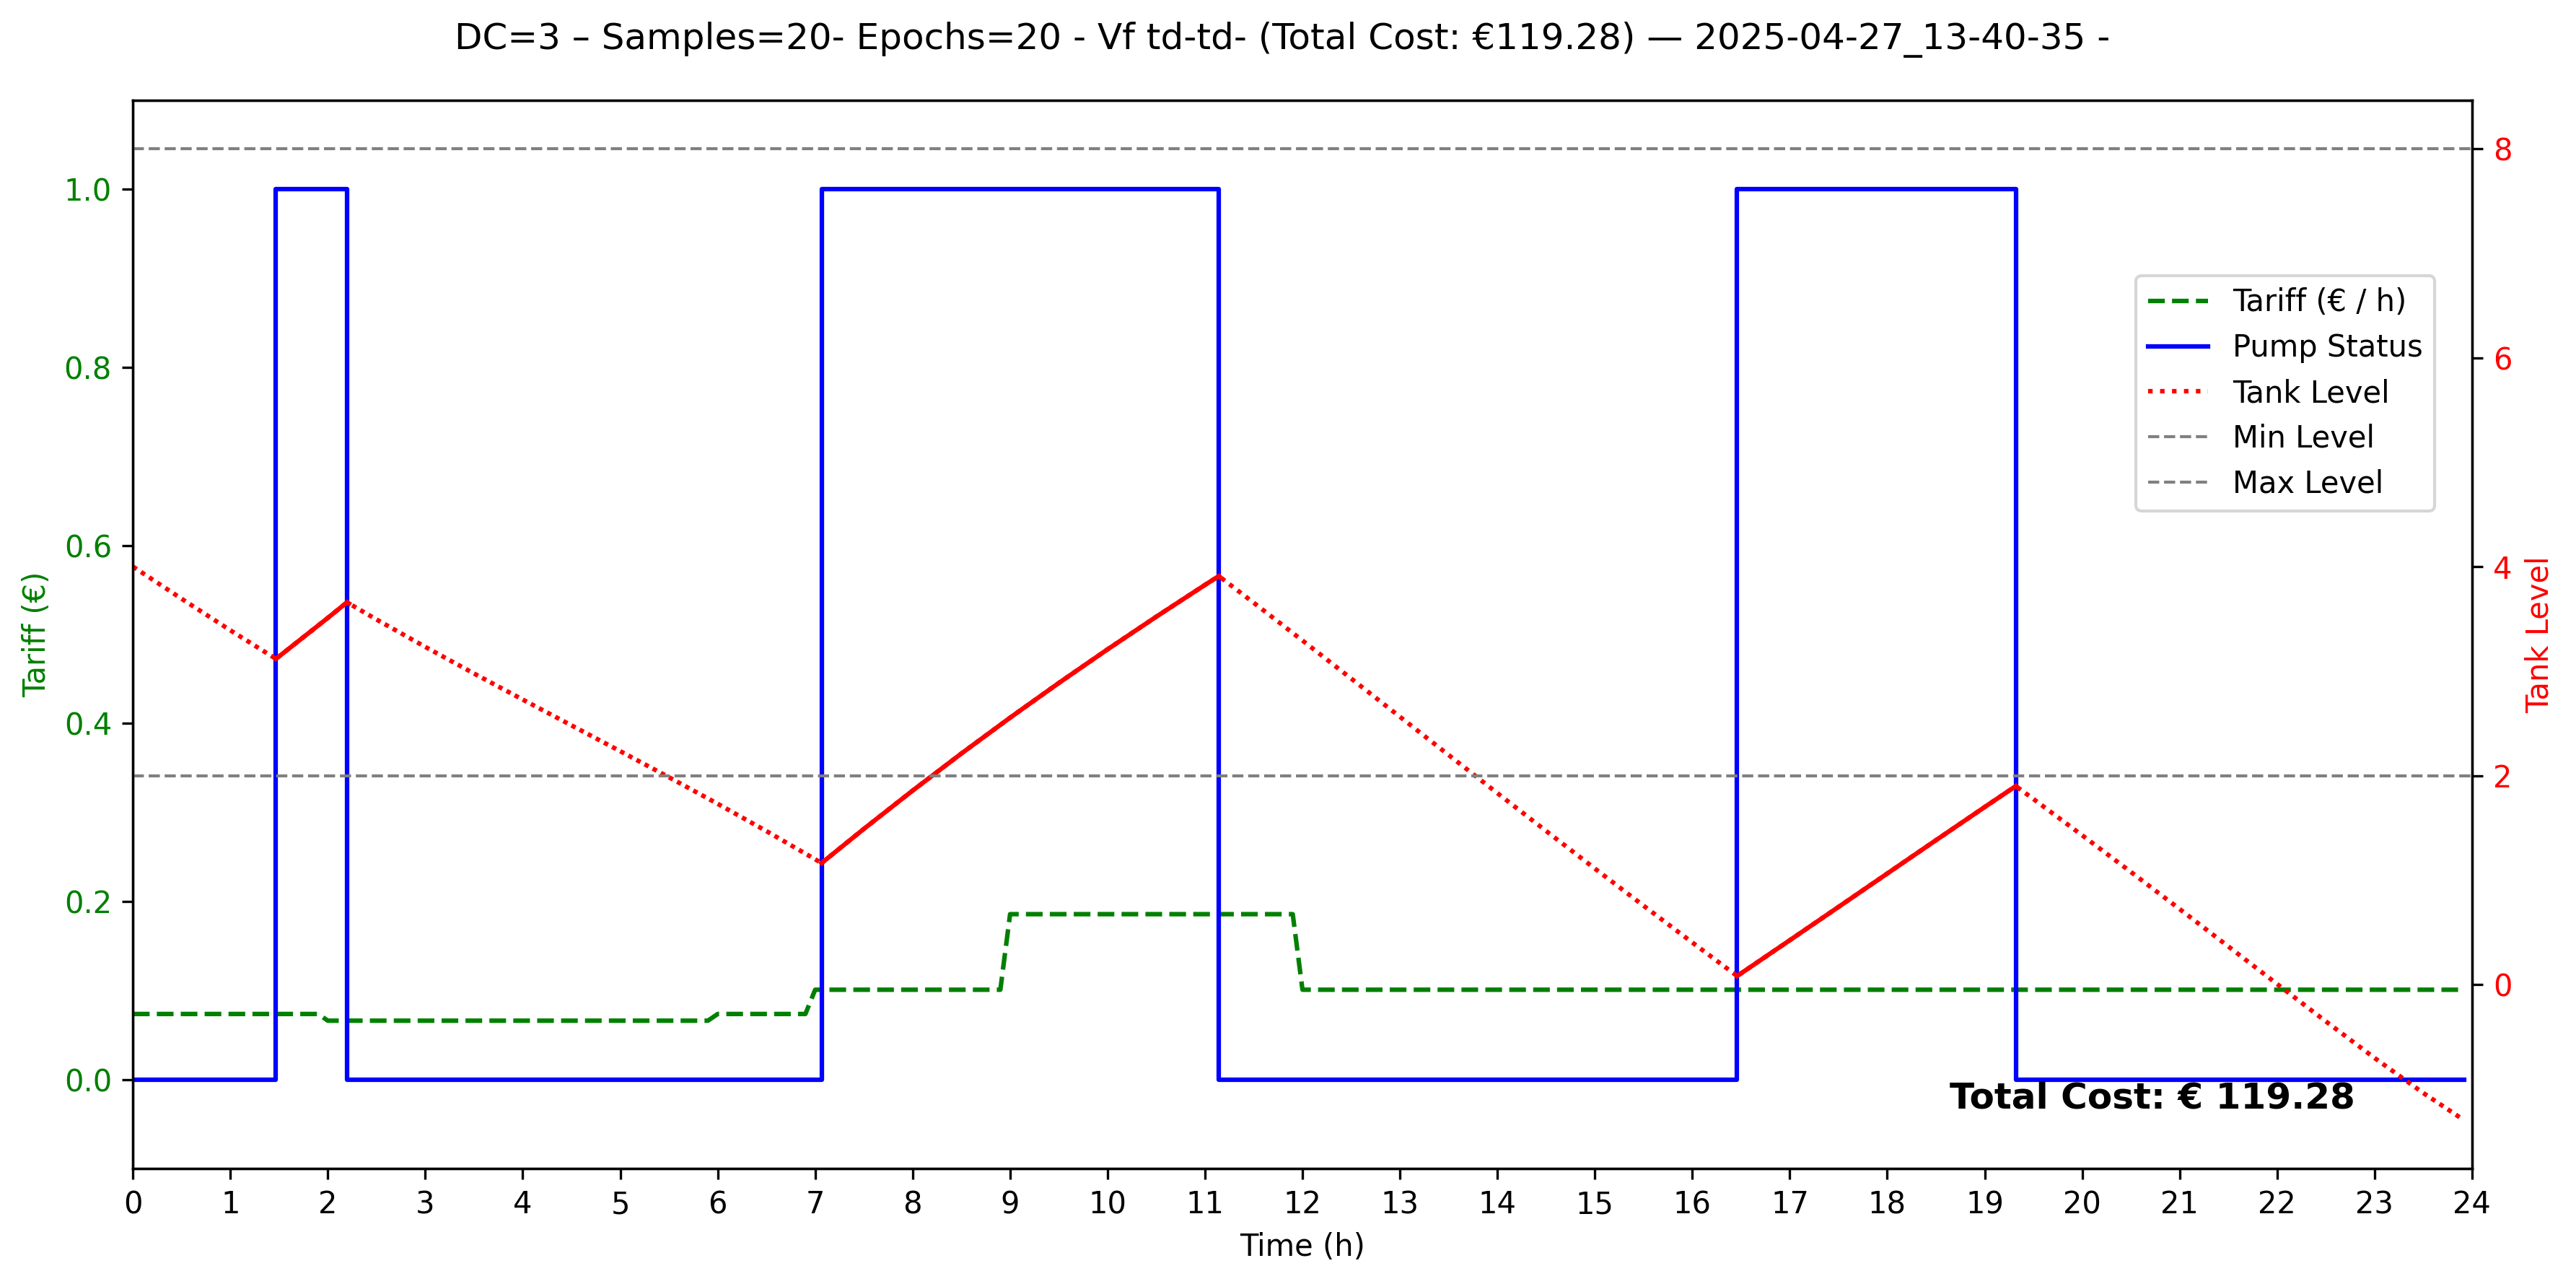 DC=3 – Samples=20- Epochs=20 - Vf td-td- (Total Cost: €119.28) — 2025-04-27_13-40-35 -
Tariff (€)
1.0
0.8
0.6
0.4
0.2
0.0
8
6
4
2
0
Tank Level
Tariff (€ / h)
Pump Status
Tank Level
Min Level
Max Level
Total Cost: € 119.28
0 1 2 3 4 5 6 7 8 9 10 11 12 13 14 15 16 17 18 19 20 21 22 23 24
Time (h)